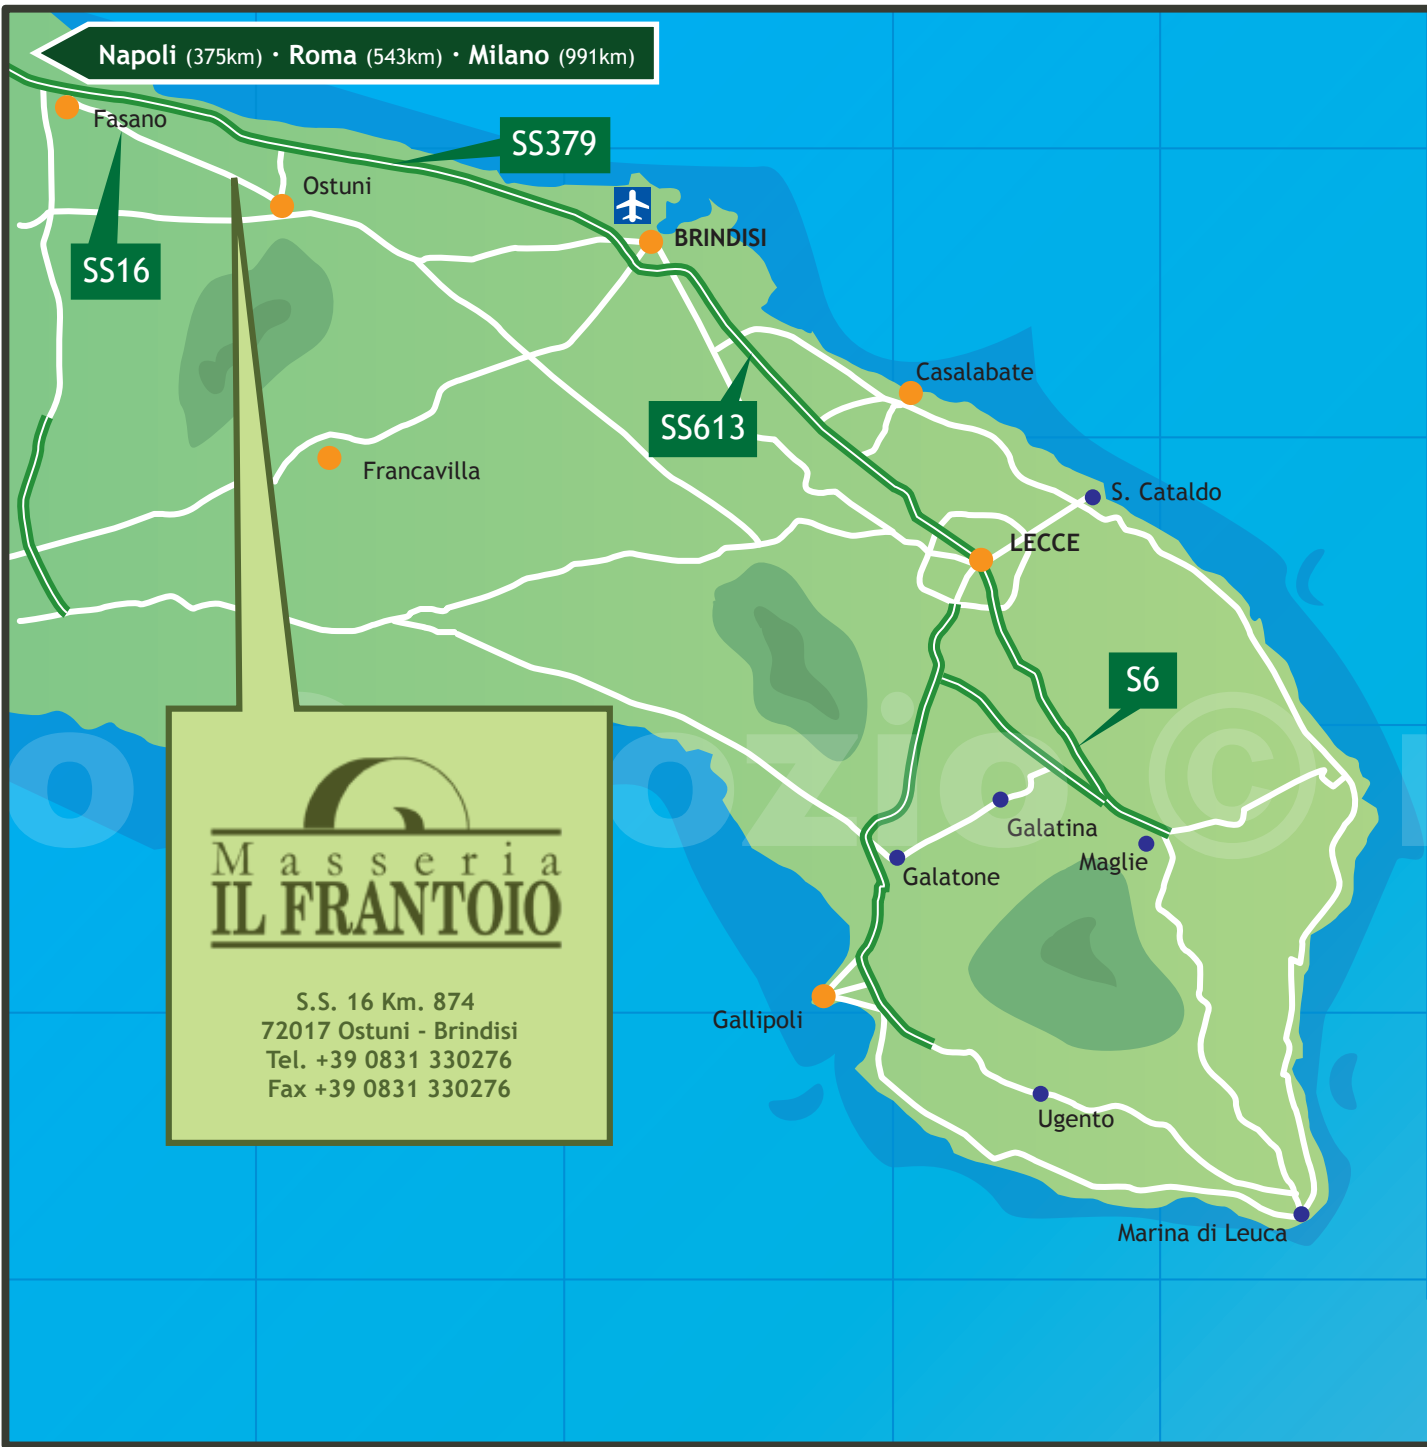 Napoli (375km) · Roma (543km) · Milano (991km)
Fasano
SS379
Ostuni
BRINDISI
SS16
Casalabate
SS613
Francavilla
S. Cataldo
LECCE
S6
Galatina
Maglie
Galatone
Masseria
IL FRANTOIO
S.S. 16 Km. 874
72017 Ostuni - Brindisi
Tel. +39 0831 330276
Fax +39 0831 330276
Gallipoli
Ugento
Marina di Leuca